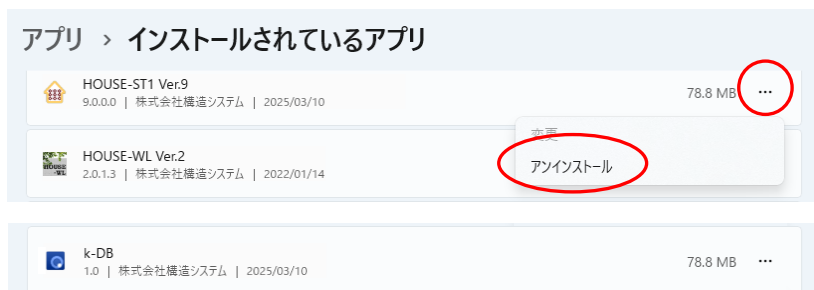 アプリ › インストールされているアプリ
HOUSE-ST1 Ver.9
9.0.0.0 | 株式会社構造システム | 2025/03/10
78.8 MB ···
変更
アンインストール
HOUSE-WL Ver.2
2.0.1.3 | 株式会社構造システム | 2022/01/14
k-DB
1.0 | 株式会社構造システム | 2025/03/10
78.8 MB ···